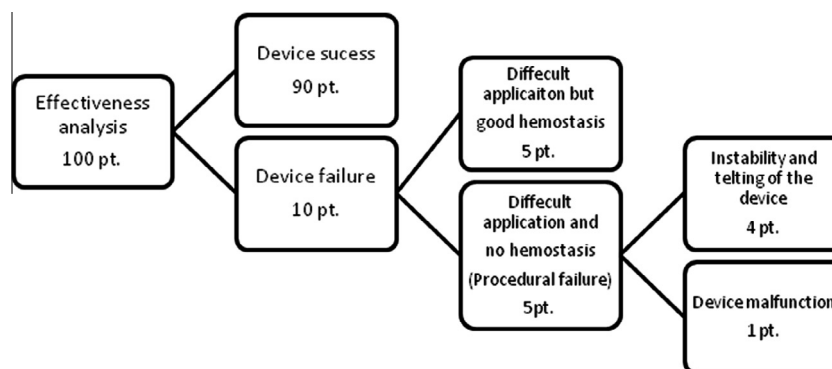 Effectiveness
analysis
100 pt.
Device sucess
90 pt.
Device failure
10 pt.
Diffecult
applicaiton but
good hemostasis
5 pt.
Diffecult
application and
no hemostasis
(Procedural failure)
5pt.
Instability and
telting of the
device
4 pt.
Device malfunction
1 pt.